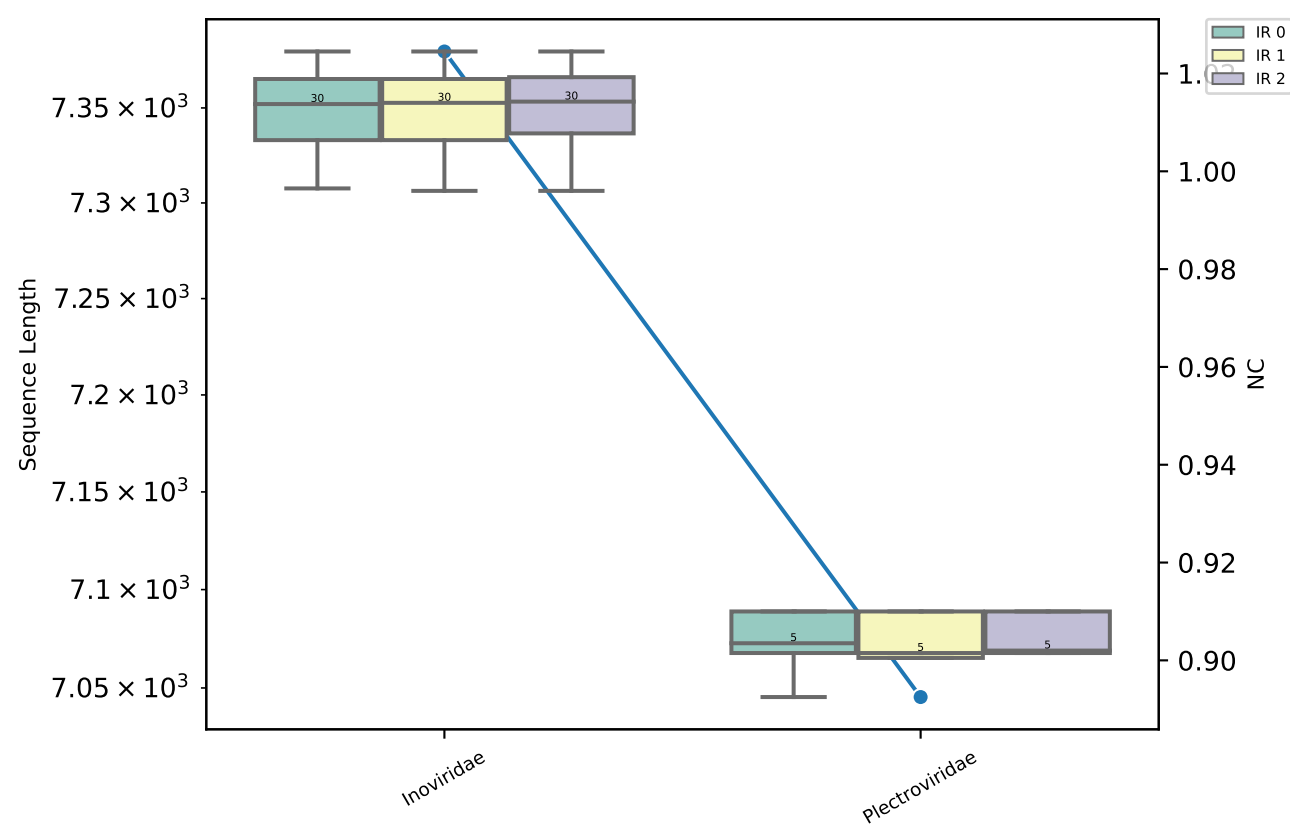 IR 0
IR 1
IR 2
7.35 × 10³
7.3 × 10³
7.25 × 10³
7.2 × 10³
7.15 × 10³
7.1 × 10³
7.05 × 10³
Sequence Length
30
30
30
5
5
5
1.02
1.00
0.98
0.96
0.94
0.92
0.90
NC
Inoviridae
Plectroviridae